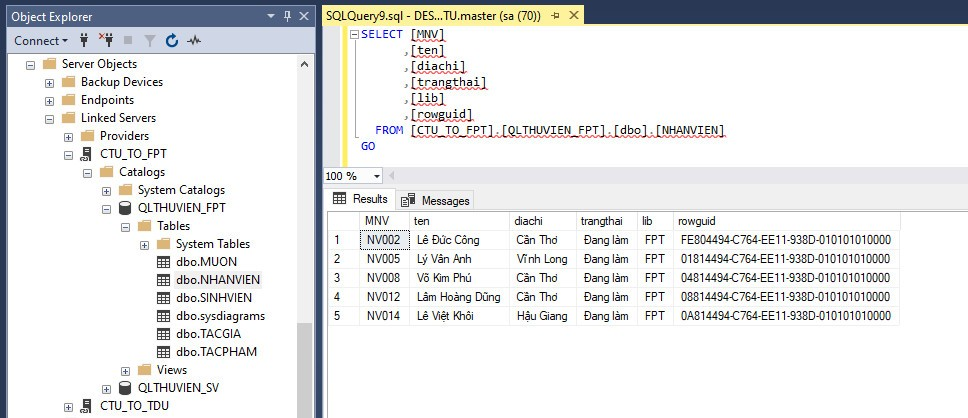 Object Explorer
Connect
Server Objects
Backup Devices
Endpoints
Linked Servers
Providers
CTU_TO_FPT
Catalogs
System Catalogs
QLTHUVIEN_FPT
Tables
System Tables
dbo.MUON
dbo.NHANVIEN
dbo.SINHVIEN
dbo.sysdiagrams
dbo.TACGIA
dbo.TACPHAM
Views
QLTHUVIEN_SV
CTU_TO_TDU
SQLQuery9.sql - DES...TU.master (sa (70))
SELECT [MNV]
,[ten]
,[diachi]
,[trangthai]
,[lib]
,[rowguid]
FROM [CTU_TO_FPT].[QLTHUVIEN_FPT].[dbo].[NHANVIEN]
GO
100 %
Results Messages
MNV ten diachi trangthai lib rowguid
1 NV002 Lê Đức Công Cần Thơ Đang làm FPT FE804494-C764-EE11-938D-010101010000
2 NV005 Lý Vân Anh Vĩnh Long Đang làm FPT 01814494-C764-EE11-938D-010101010000
3 NV008 Võ Kim Phú Cần Thơ Đang làm FPT 04814494-C764-EE11-938D-010101010000
4 NV012 Lâm Hoàng Dũng Cần Thơ Đang làm FPT 08814494-C764-EE11-938D-010101010000
5 NV014 Lê Việt Khôi Hậu Giang Đang làm FPT 0A814494-C764-EE11-938D-010101010000